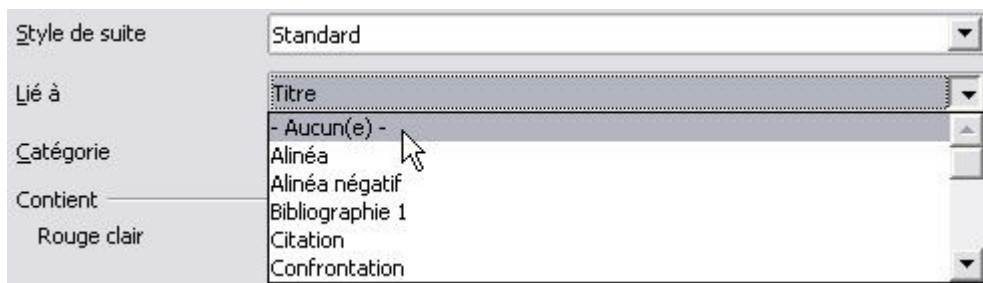 Style de suite Standard
Lié à Titre
- Aucun(e) -
Catégorie Alinéa
Alinéa négatif
Contient Bibliographie 1
Rouge clair Citation
Confrontation